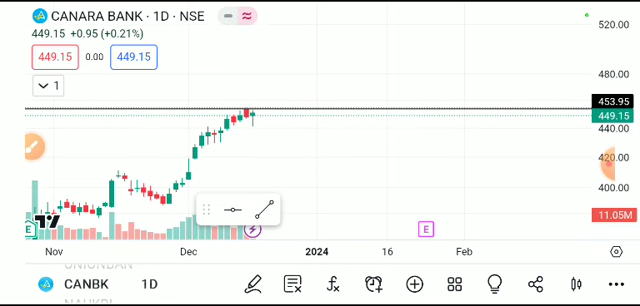 CANARA BANK · 1D · NSE
449.15 +0.95 (+0.21%)
449.15 0.00 449.15
1
520.00
480.00
453.95
449.15
440.00
420.00
400.00
11.05M
E
E
Nov Dec 2024 16 Feb
UNIONBAN
CANBK 1D
NAUKRI